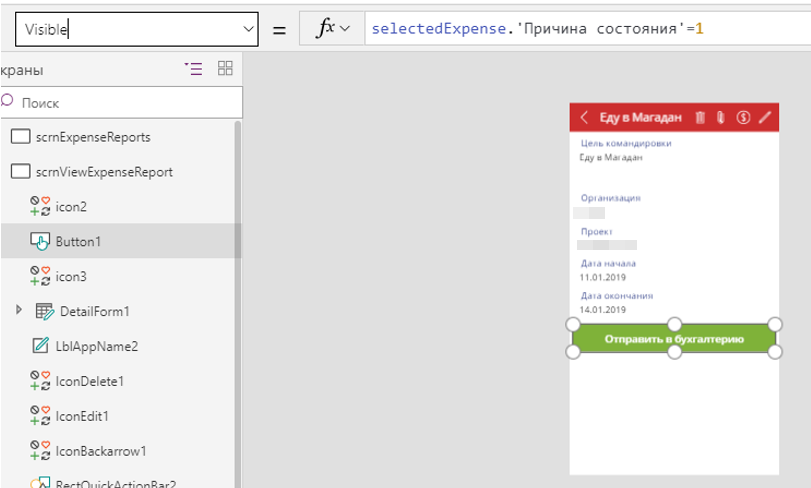 Visible = fx selectedExpense.'Причина состояния'=1
краны
Поиск
scrnExpenseReports
scrnViewExpenseReport
icon2
Button1
icon3
DetailForm1
LblAppName2
IconDelete1
IconEdit1
IconBackarrow1
RectQuickActionBar2
Еду в Магадан
Цель командировки
Еду в Магадан
Организация
Проект
Дата начала
11.01.2019
Дата окончания
14.01.2019
Отправить в бухгалтерию